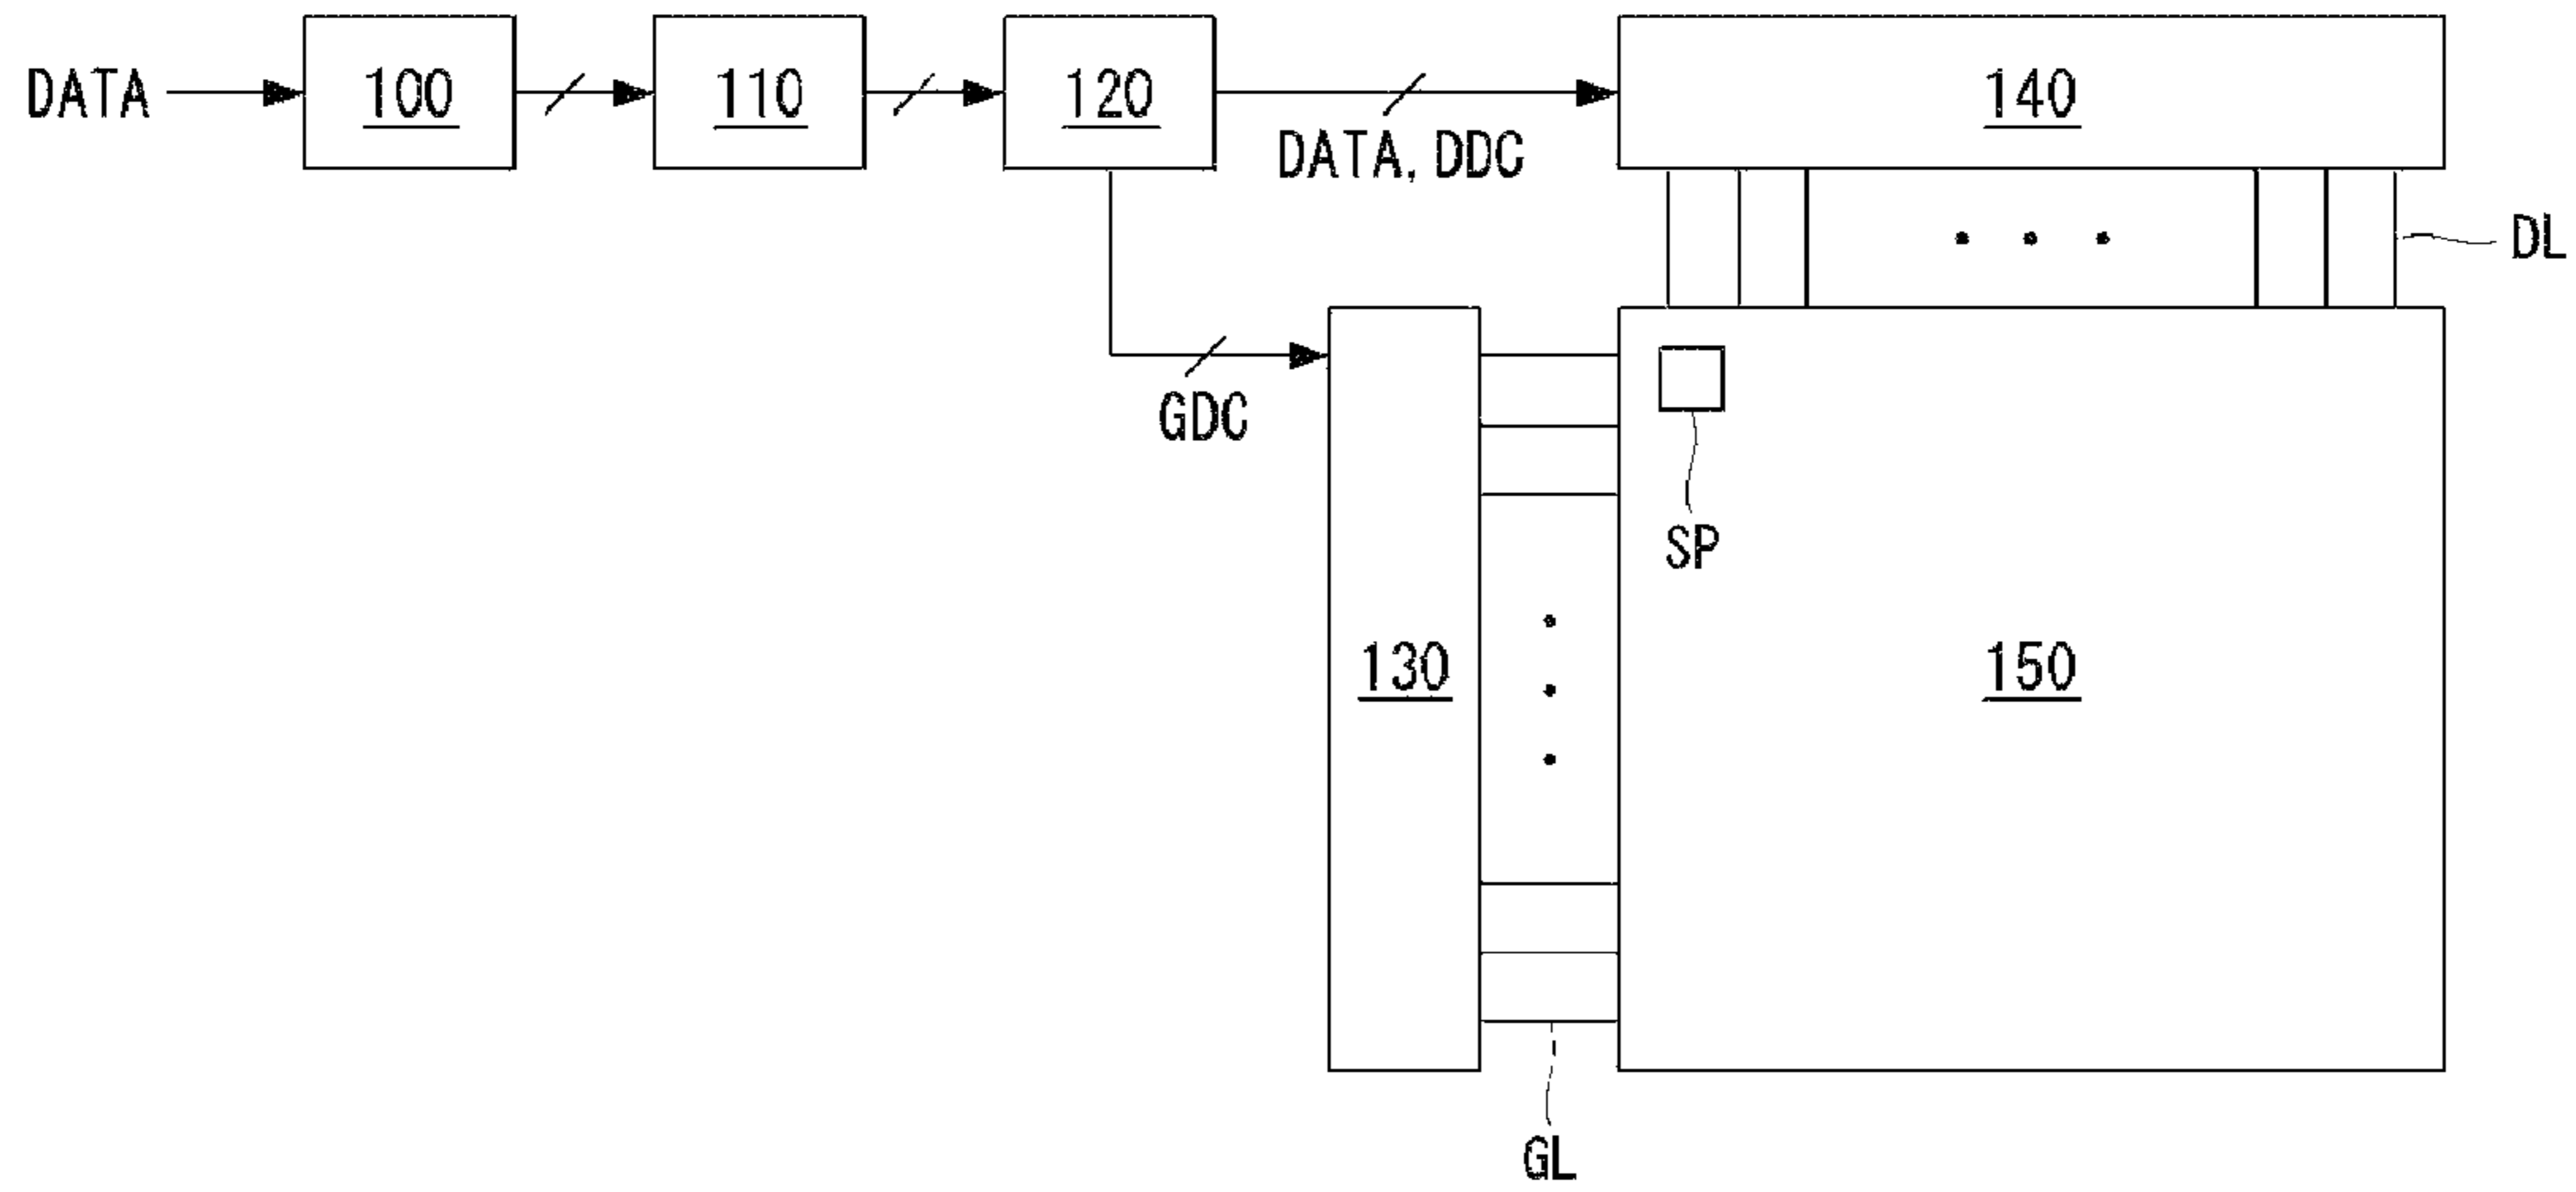 DATA 100 110 120 140
DATA, DDC
DL
GDC
SP
130 150
GL